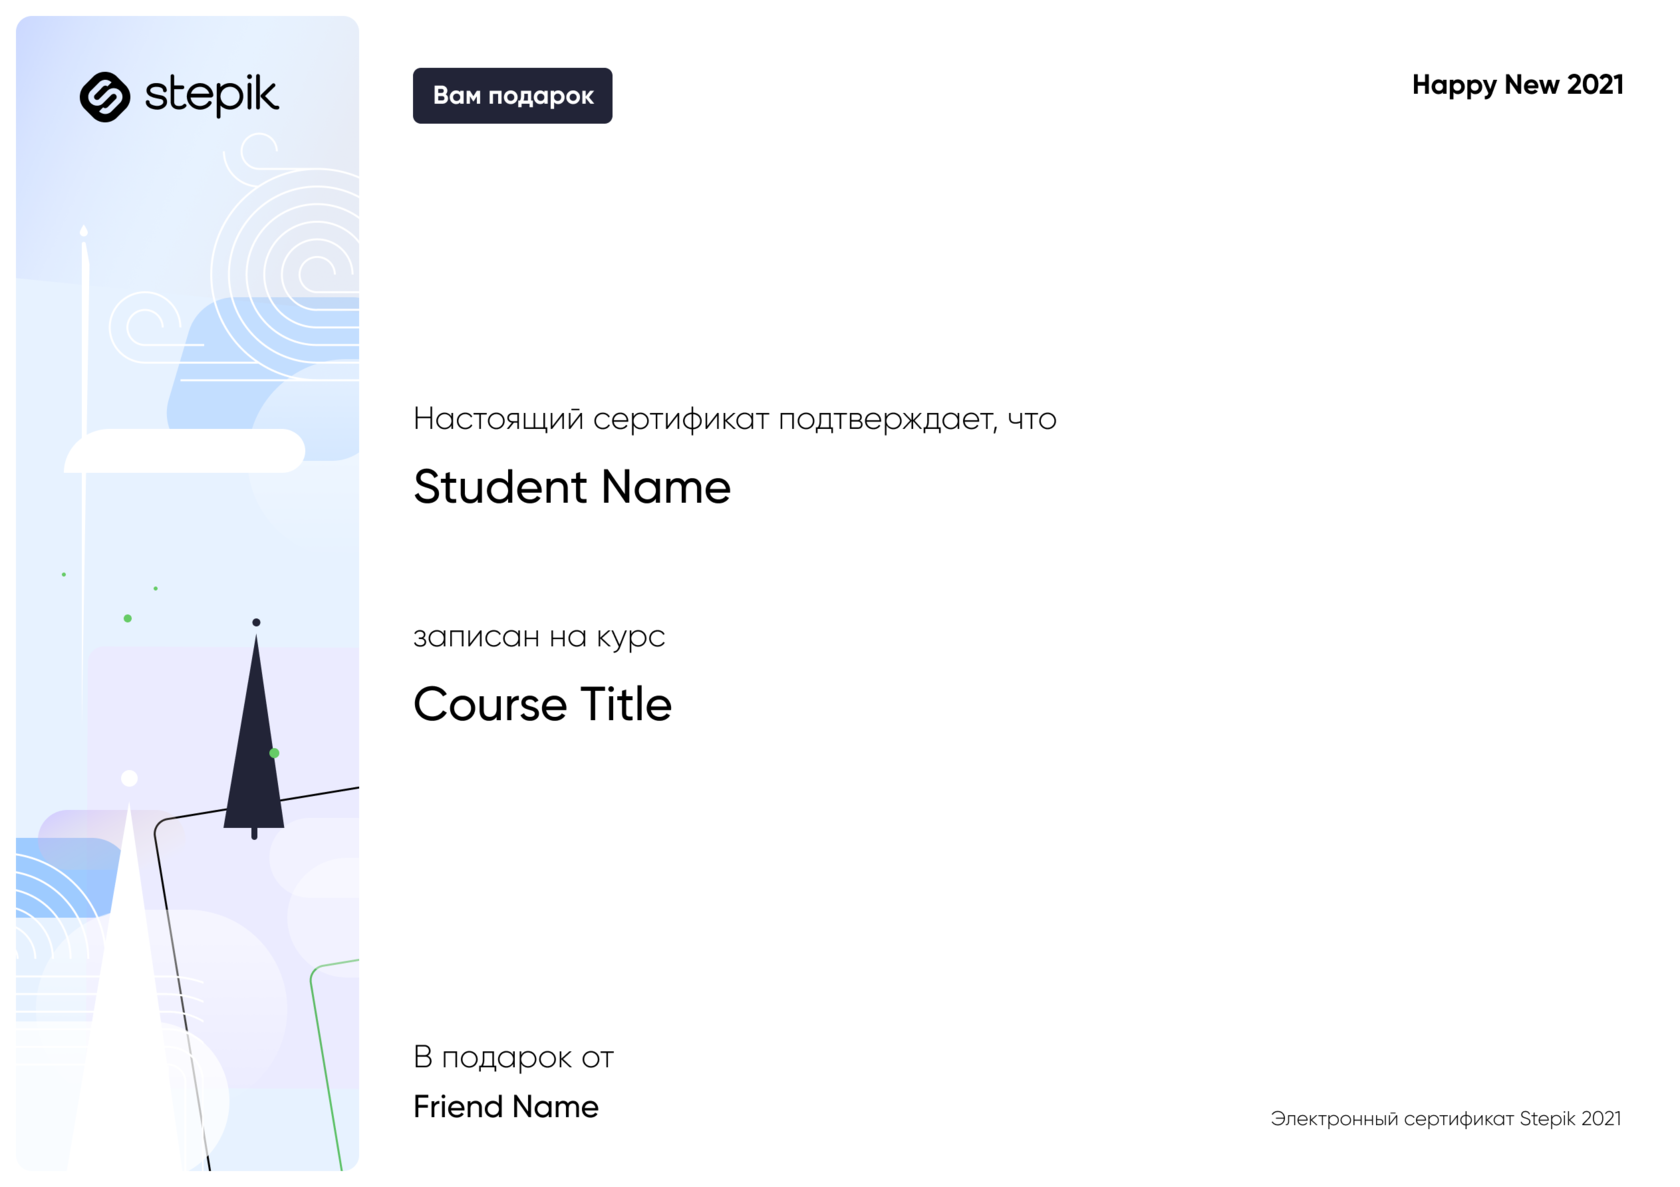 stepik
Вам подарок
Happy New 2021
Настоящий сертификат подтверждает, что
Student Name
записан на курс
Course Title
В подарок от
Friend Name
Электронный сертификат Stepik 2021